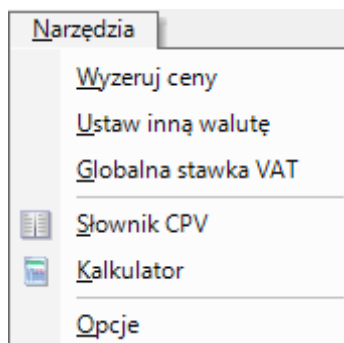 Narzędzia
Wyzeruj ceny
Ustaw inną walutę
Globalna stawka VAT
Słownik CPV
Kalkulator
Opcje